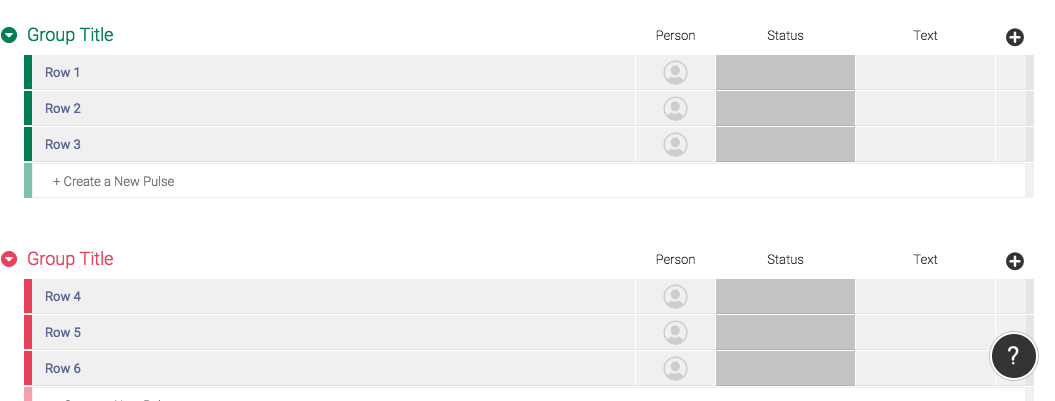 Group Title Person Status Text
Row 1
Row 2
Row 3
+ Create a New Pulse
Group Title Person Status Text
Row 4
Row 5
Row 6
?